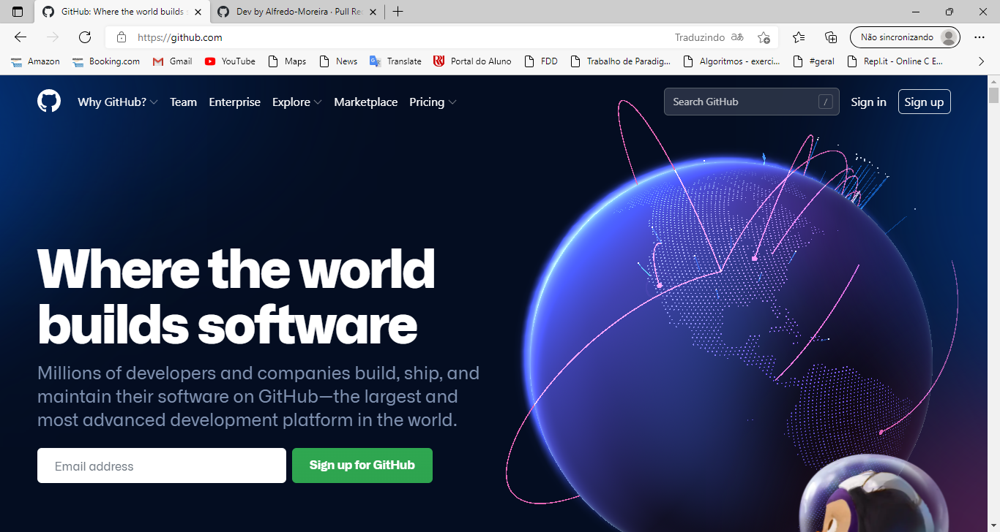 GitHub: Where the world builds s
Dev by Alfredo-Moreira · Pull Re
https://github.com
Traduzindo
Não sincronizando
Amazon
Booking.com
Gmail
YouTube
Maps
News
Translate
Portal do Aluno
FDD
Trabalho de Paradig...
Algoritmos - exerci...
#geral
Repl.it - Online C E...
Why GitHub?
Team
Enterprise
Explore
Marketplace
Pricing
Search GitHub
/
Sign in
Sign up
Where the world
builds software
Millions of developers and companies build, ship, and
maintain their software on GitHub—the largest and
most advanced development platform in the world.
Email address
Sign up for GitHub